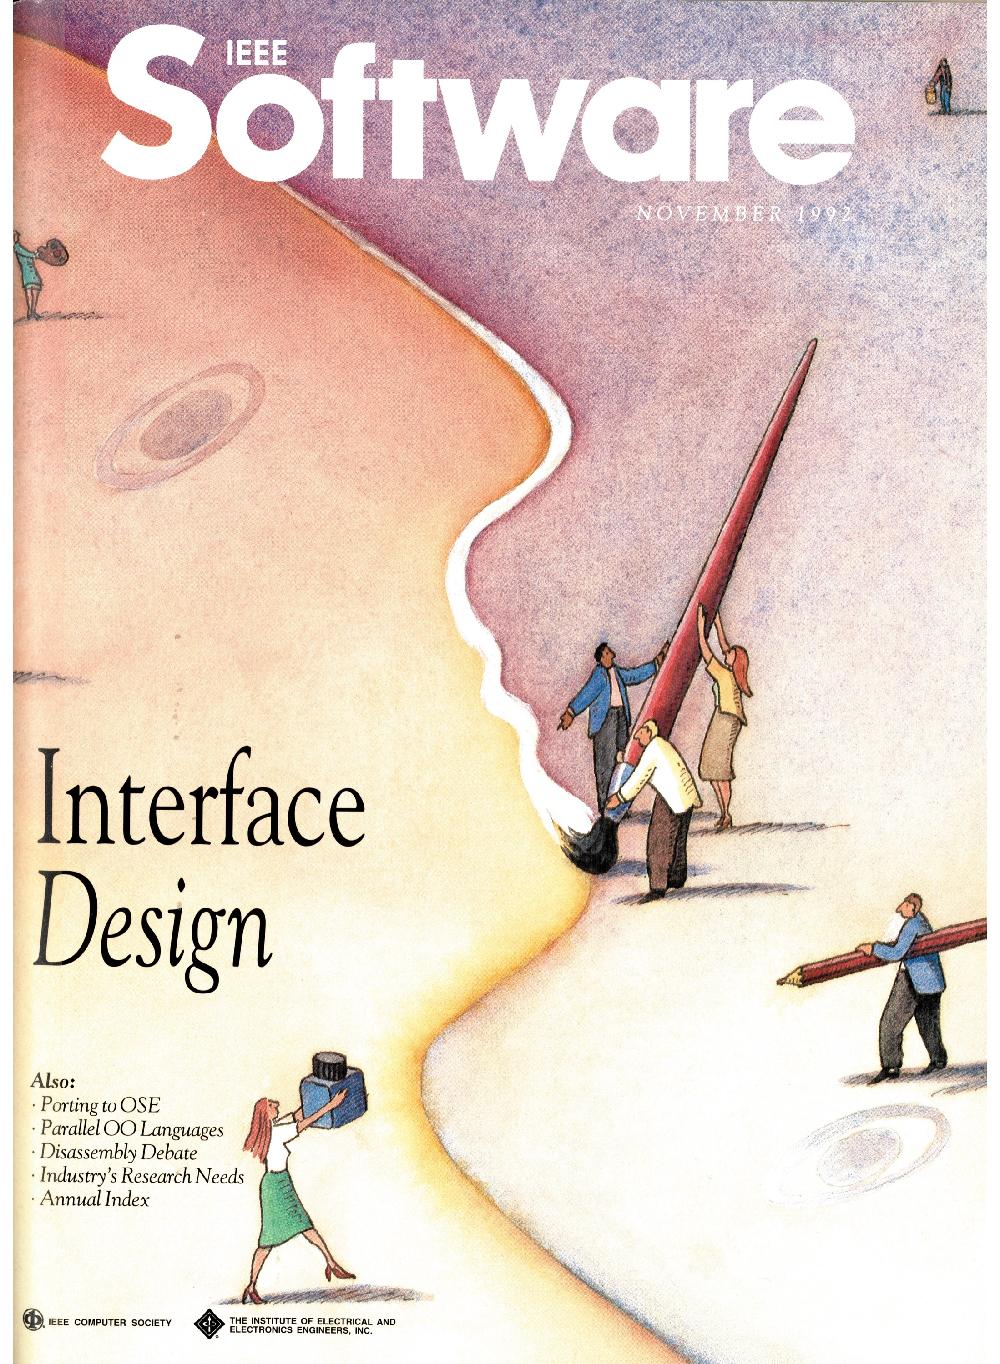 IEEE
Software
NOVEMBER 1992
Interface
Design
Also:
· Porting to OSE
· Parallel OO Languages
· Disassembly Debate
· Industry's Research Needs
· Annual Index
IEEE COMPUTER SOCIETY
THE INSTITUTE OF ELECTRICAL AND
ELECTRONICS ENGINEERS, INC.